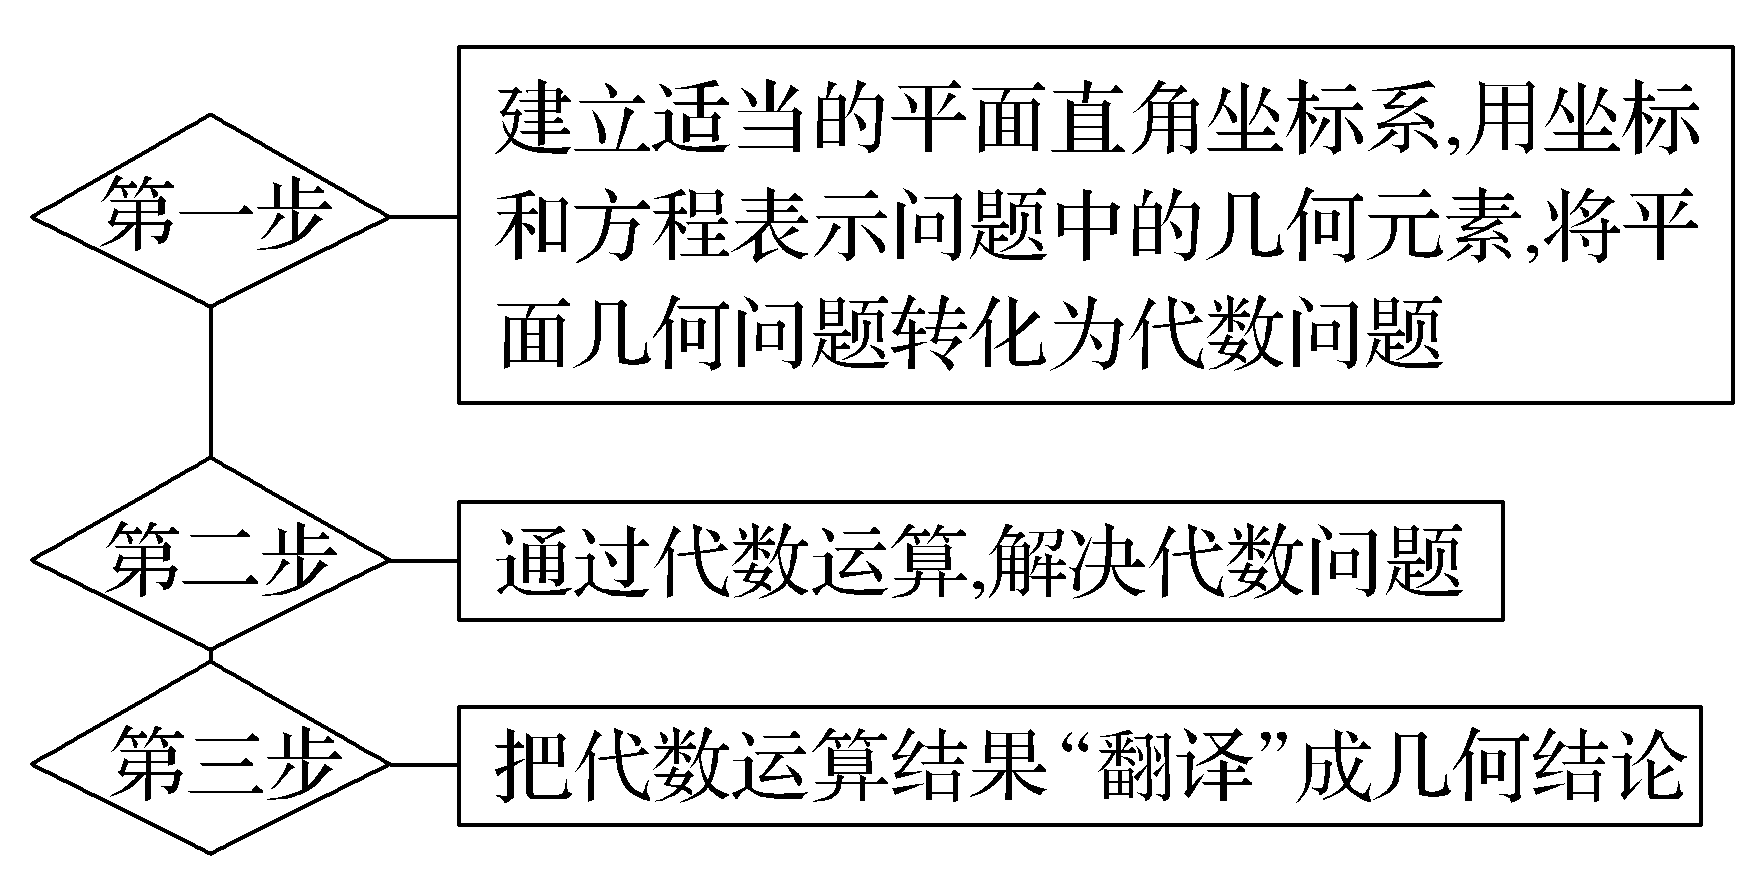 第一步
建立适当的平面直角坐标系,用坐标
和方程表示问题中的几何元素,将平
面几何问题转化为代数问题
第二步
通过代数运算,解决代数问题
第三步
把代数运算结果“翻译”成几何结论